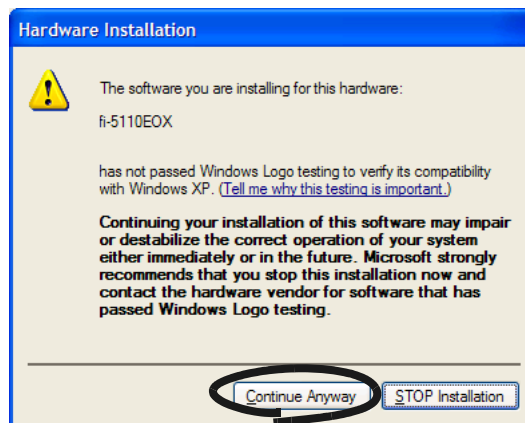 Hardware Installation
The software you are installing for this hardware:
fi-5110EOX
has not passed Windows Logo testing to verify its compatibility
with Windows XP. (Tell me why this testing is important.)
Continuing your installation of this software may impair
or destabilize the correct operation of your system
either immediately or in the future. Microsoft strongly
recommends that you stop this installation now and
contact the hardware vendor for software that has
passed Windows Logo testing.
Continue Anyway STOP Installation